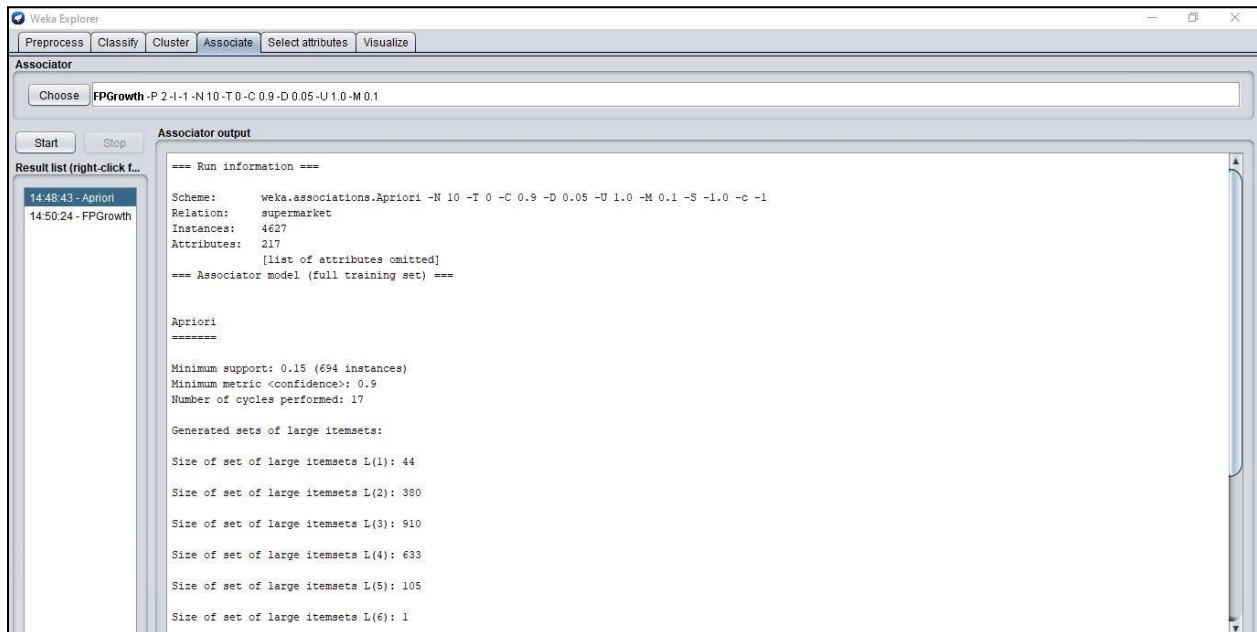 Weka Explorer
Preprocess Classify Cluster Associate Select attributes Visualize
Associator
Choose FPGrowth -P 2 -I -1 -N 10 -T 0 -C 0.9 -D 0.05 -U 1.0 -M 0.1
Start Stop
Associator output
Result list (right-click f...
14:48:43 - Apriori
14:50:24 - FPGrowth
=== Run information ===
Scheme: weka.associations.Apriori -N 10 -T 0 -C 0.9 -D 0.05 -U 1.0 -M 0.1 -S -1.0 -c -1
Relation: supermarket
Instances: 4627
Attributes: 217
[list of attributes omitted]
=== Associator model (full training set) ===
Apriori
=======
Minimum support: 0.15 (694 instances)
Minimum metric <confidence>: 0.9
Number of cycles performed: 17
Generated sets of large itemsets:
Size of set of large itemsets L(1): 44
Size of set of large itemsets L(2): 380
Size of set of large itemsets L(3): 910
Size of set of large itemsets L(4): 633
Size of set of large itemsets L(5): 105
Size of set of large itemsets L(6): 1